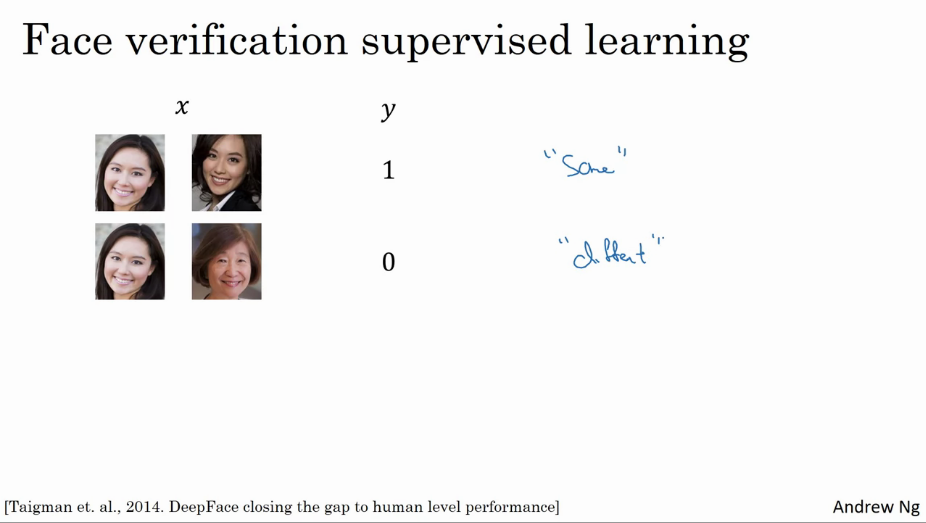 Face verification supervised learning
x y
1 "Same"
0 "different"
[Taigman et. al., 2014. DeepFace closing the gap to human level performance]
Andrew Ng